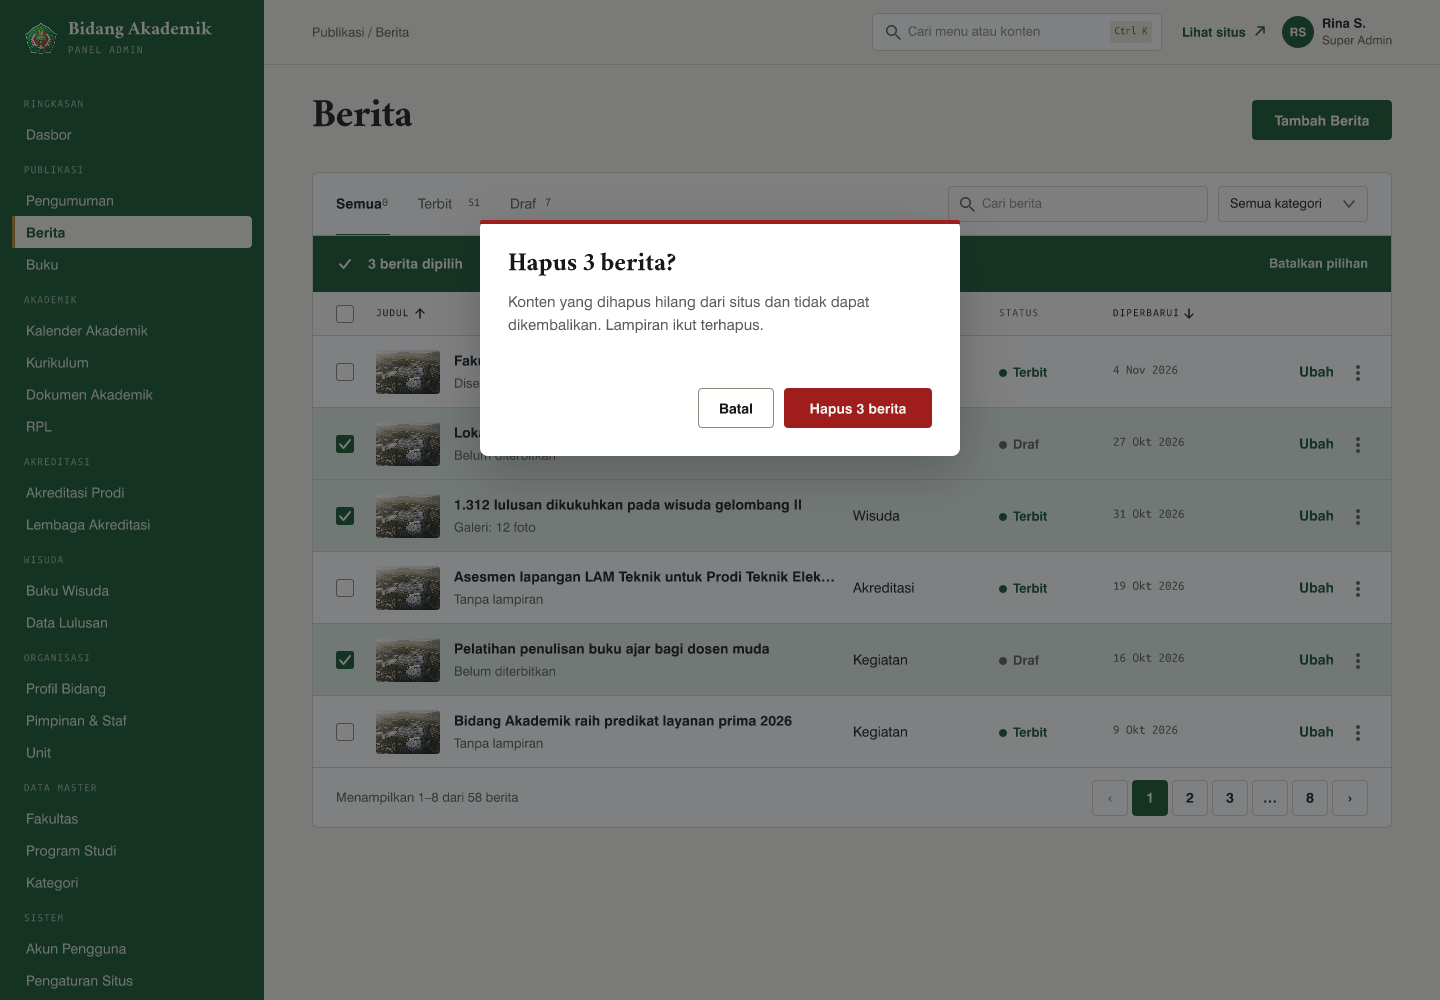 Bidang Akademik
PANEL ADMIN
RINGKASAN
Dasbor
PUBLIKASI
Pengumuman
Berita
Buku
AKADEMIK
Kalender Akademik
Kurikulum
Dokumen Akademik
RPL
AKREDITASI
Akreditasi Prodi
Lembaga Akreditasi
WISUDA
Buku Wisuda
Data Lulusan
ORGANISASI
Profil Bidang
Pimpinan & Staf
Unit
DATA MASTER
Fakultas
Program Studi
Kategori
SISTEM
Akun Pengguna
Pengaturan Situs
Publikasi / Berita
Cari menu atau konten Ctrl K
Lihat situs
RS
Rina S.
Super Admin
Berita
Tambah Berita
Semua 0 Terbit 51 Draf 7
Cari berita
Semua kategori
3 berita dipilih
Batalkan pilihan
Hapus 3 berita?
Konten yang dihapus hilang dari situs dan tidak dapat
dikembalikan. Lampiran ikut terhapus.
Batal
Hapus 3 berita
JUDUL STATUS DIPERBARUI
Terbit 4 Nov 2026 Ubah
Draf 27 Okt 2026 Ubah
Belum diterbitkan
1.312 lulusan dikukuhkan pada wisuda gelombang II
Galeri: 12 foto
Wisuda Terbit 31 Okt 2026 Ubah
Asesmen lapangan LAM Teknik untuk Prodi Teknik Elek…
Tanpa lampiran
Akreditasi Terbit 19 Okt 2026 Ubah
Pelatihan penulisan buku ajar bagi dosen muda
Belum diterbitkan
Kegiatan Draf 16 Okt 2026 Ubah
Bidang Akademik raih predikat layanan prima 2026
Tanpa lampiran
Kegiatan Terbit 9 Okt 2026 Ubah
Menampilkan 1–8 dari 58 berita
‹ 1 2 3 … 8 ›